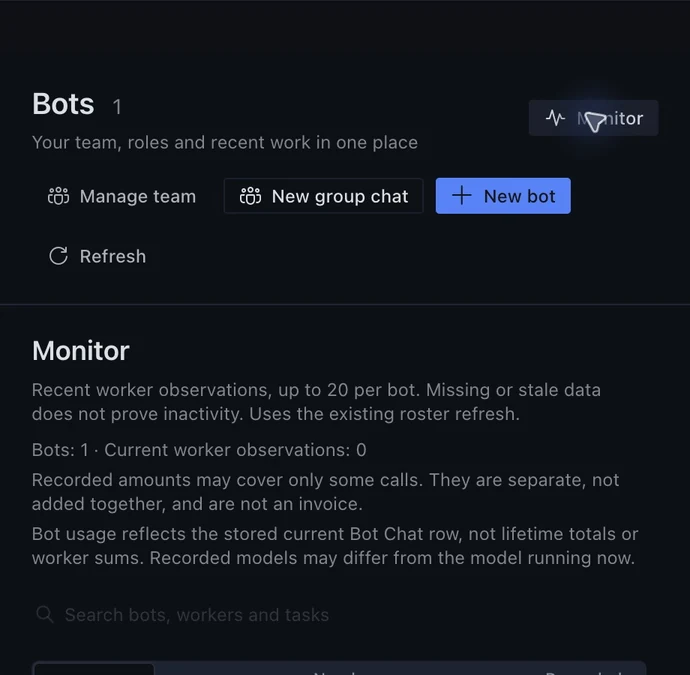 Bots 1
Monitor
Your team, roles and recent work in one place
Manage team
New group chat
New bot
Refresh
Monitor
Recent worker observations, up to 20 per bot. Missing or stale data
does not prove inactivity. Uses the existing roster refresh.
Bots: 1 · Current worker observations: 0
Recorded amounts may cover only some calls. They are separate, not
added together, and are not an invoice.
Bot usage reflects the stored current Bot Chat row, not lifetime totals or
worker sums. Recorded models may differ from the model running now.
Search bots, workers and tasks